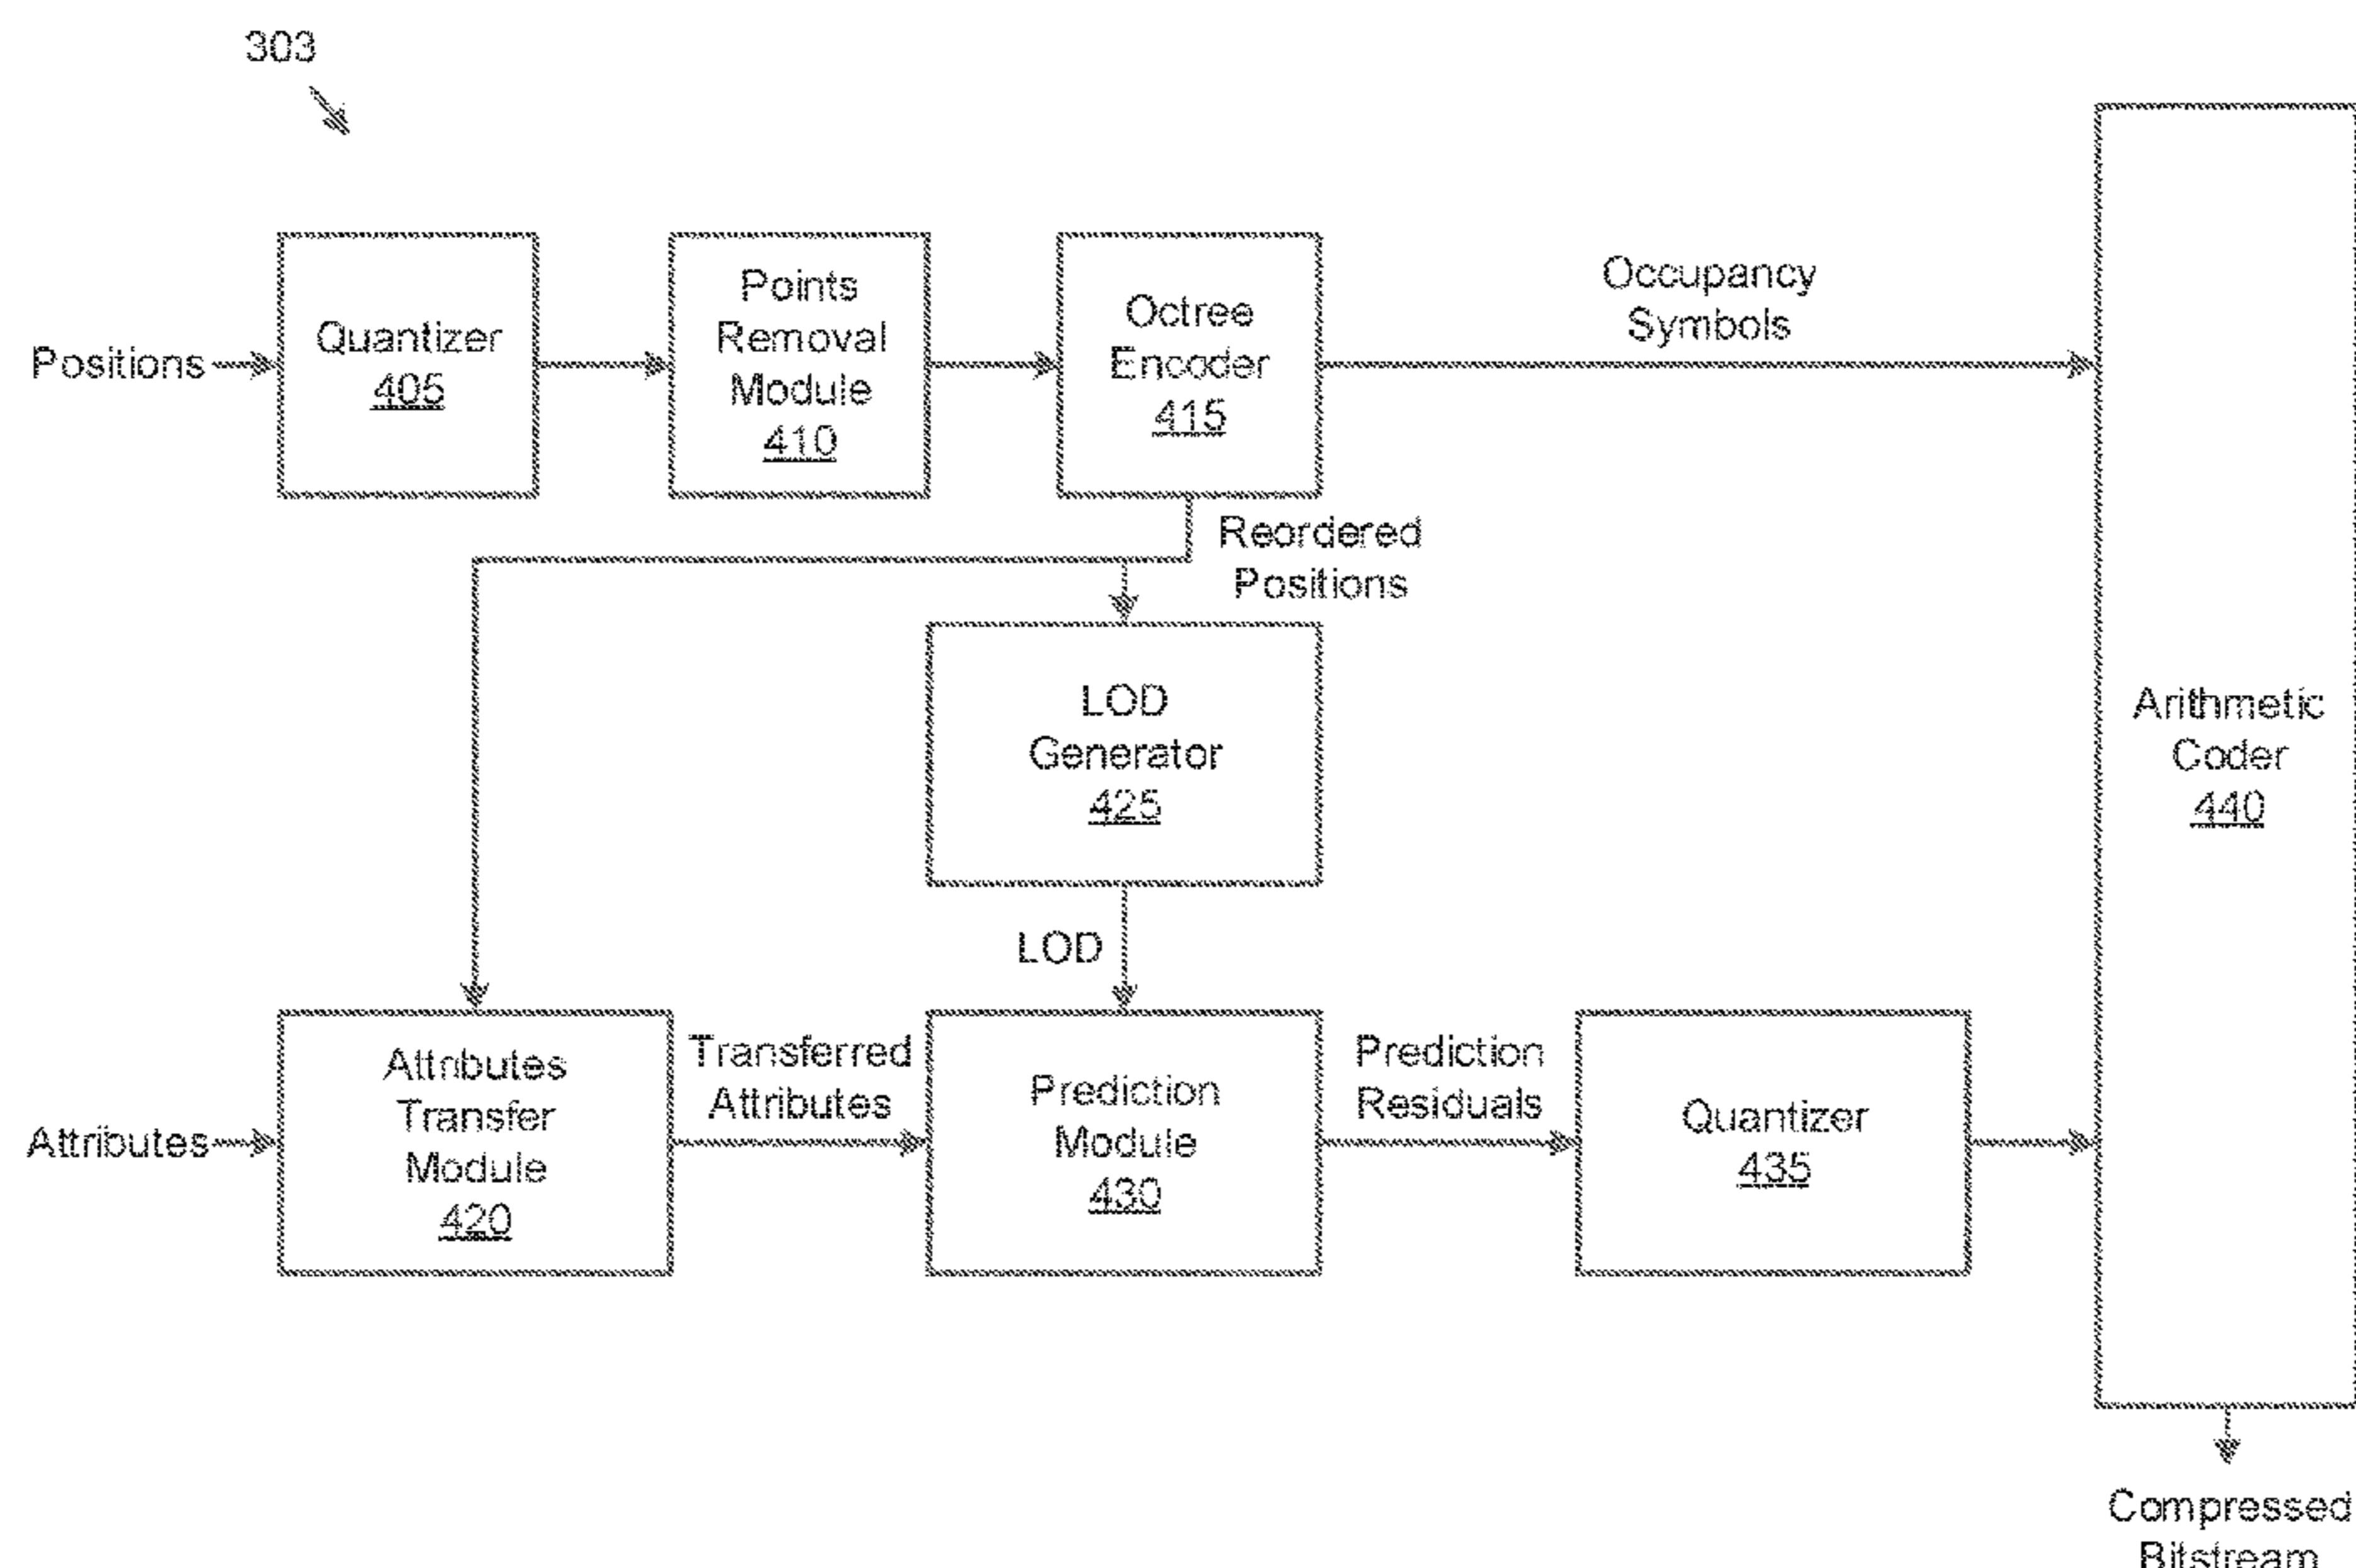 303
Positions
Quantizer
405
Points
Removal
Module
410
Octree
Encoder
415
Occupancy
Symbols
Reordered
Positions
LOD
Generator
425
LOD
Arithmetic
Coder
440
Attributes
Attributes
Transfer
Module
420
Transferred
Attributes
Prediction
Module
430
Prediction
Residuals
Quantizer
435
Compressed
Bitstream